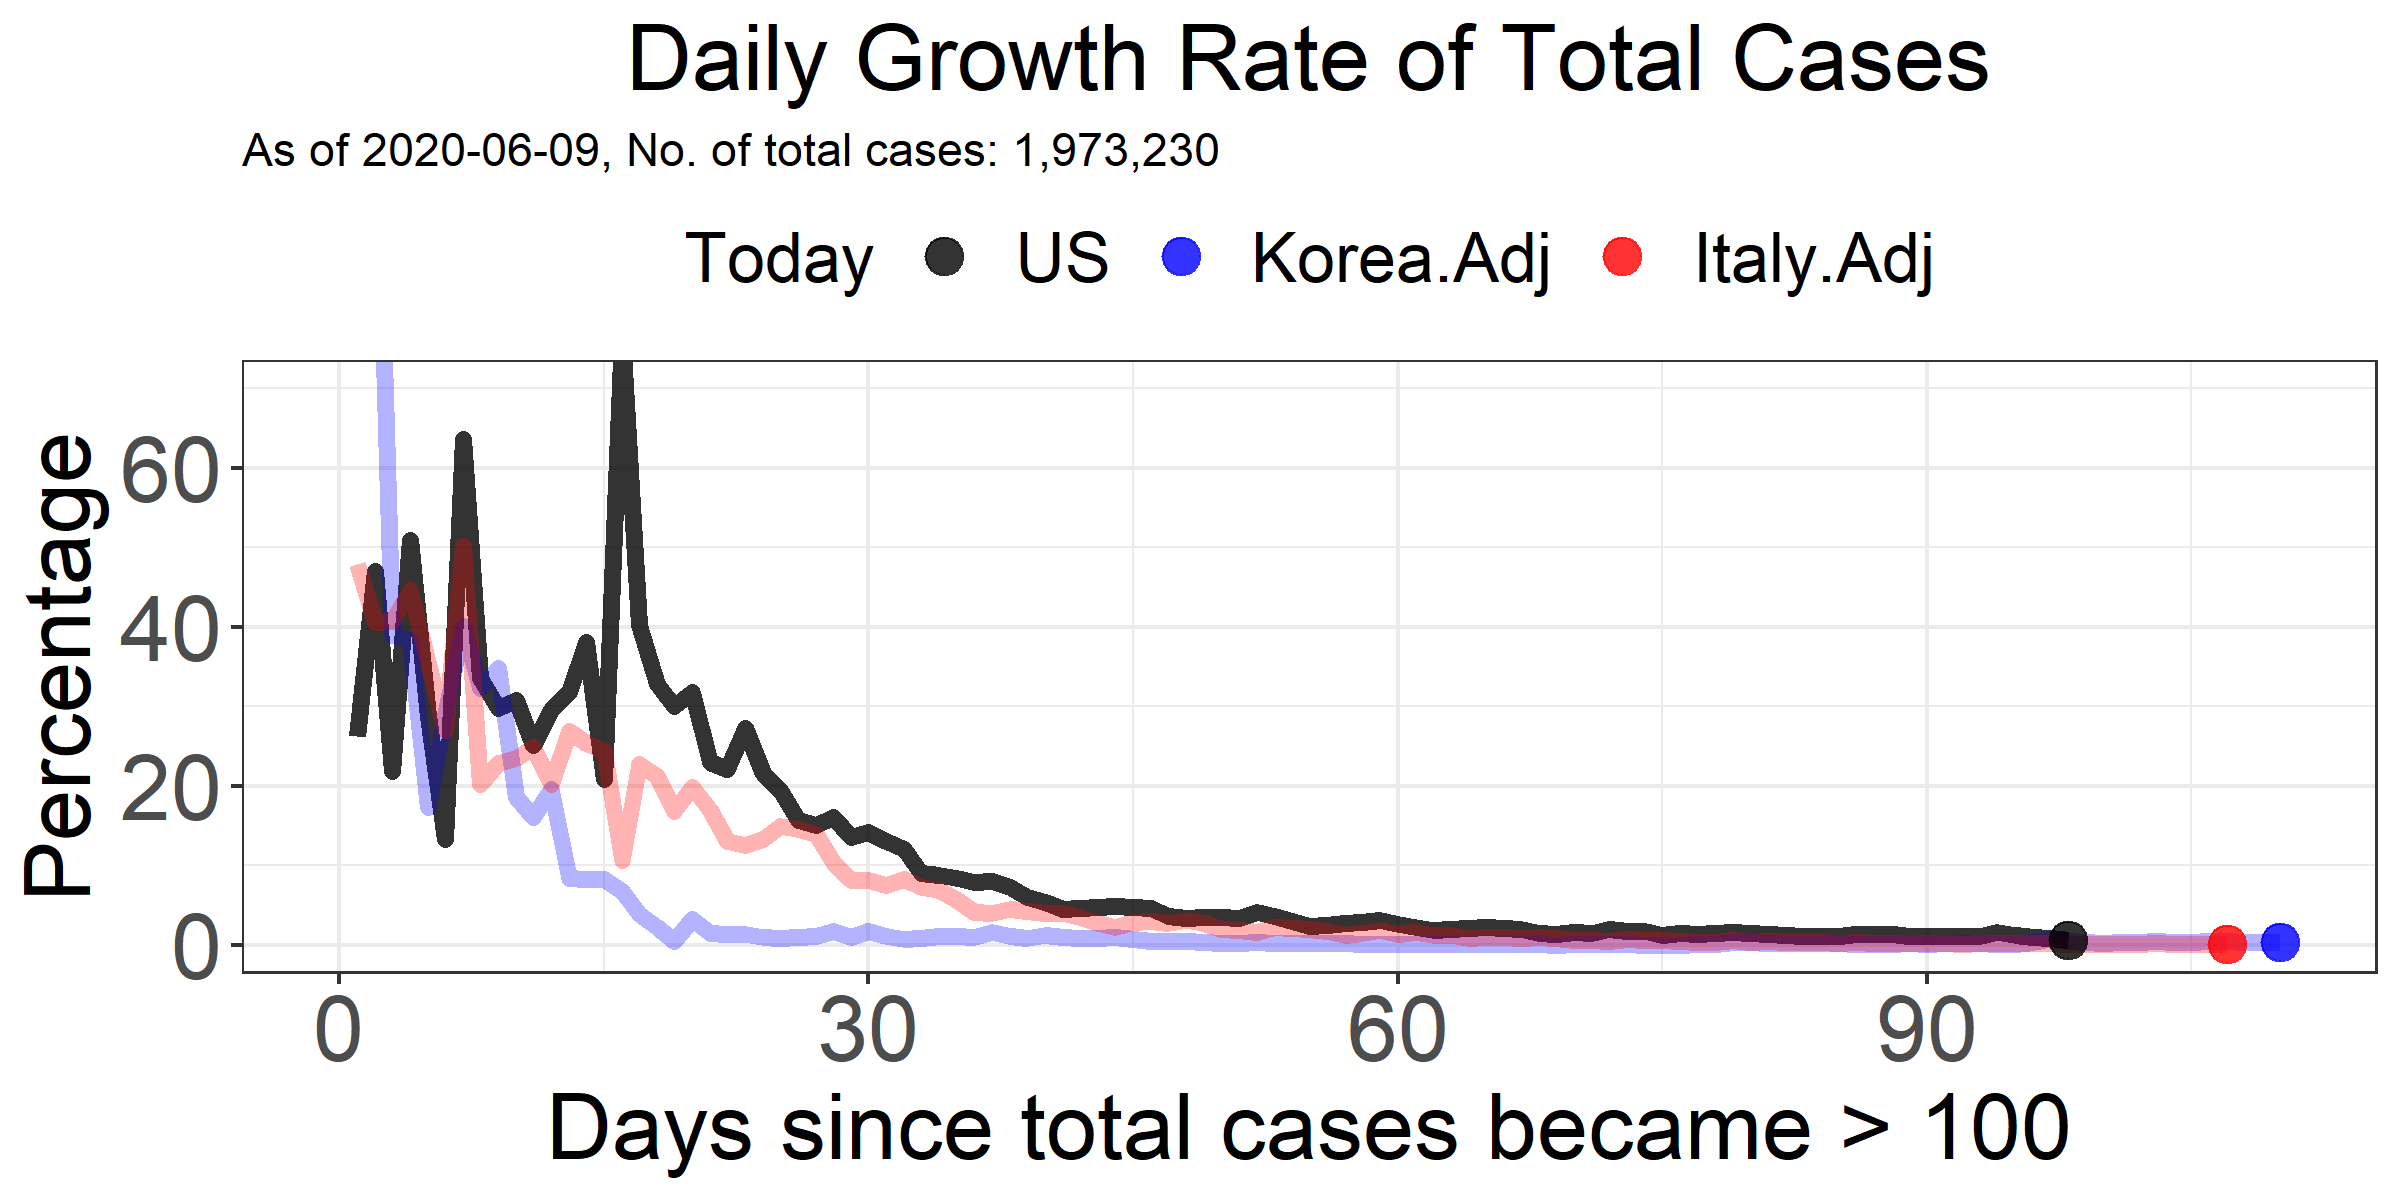 Daily Growth Rate of Total Cases
As of 2020-06-09, No. of total cases: 1,973,230
Today US Korea.Adj Italy.Adj
Percentage
60
40
20
0
0 30 60 90
Days since total cases became > 100